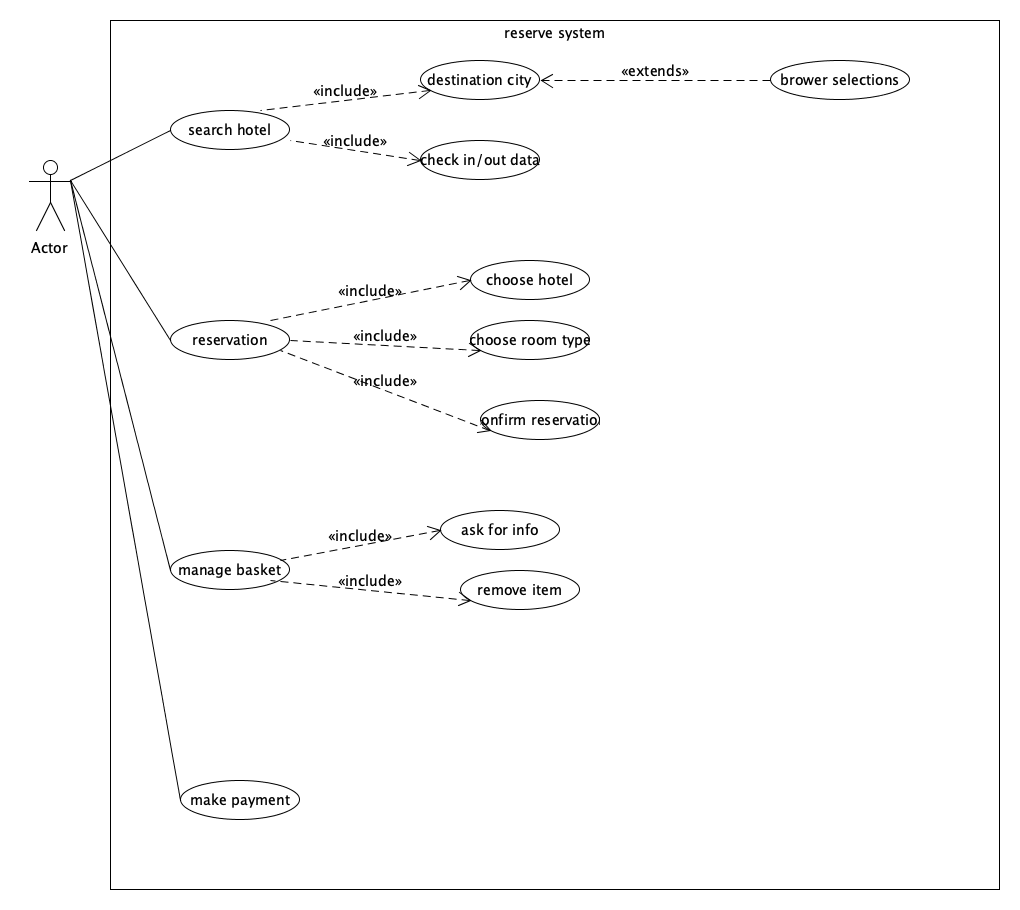 reserve system
destination city
«extends»
brower selections
«include»
search hotel
«include»
check in/out data
Actor
«include»
choose hotel
reservation
«include»
choose room type
«include»
onfirm reservatio
«include»
ask for info
manage basket
«include»
remove item
make payment